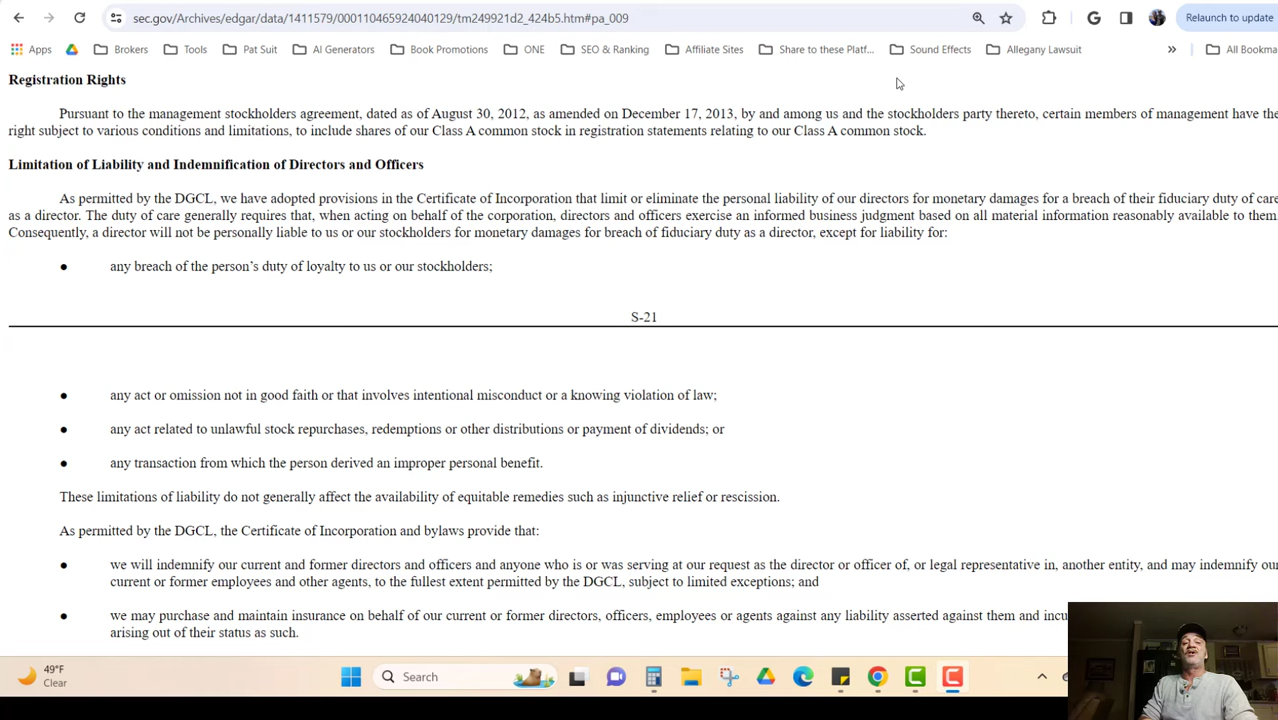 sec.gov/Archives/edgar/data/1411579/000110465924040129/tm249921d2_424b5.htm#pa_009
Relaunch to update
Apps
Brokers
Tools
Pat Suit
AI Generators
Book Promotions
ONE
SEO & Ranking
Affiliate Sites
Share to these Platf...
Sound Effects
Allegany Lawsuit
»
All Bookma
Registration Rights
Pursuant to the management stockholders agreement, dated as of August 30, 2012, as amended on December 17, 2013, by and among us and the stockholders party thereto, certain members of management have the
right subject to various conditions and limitations, to include shares of our Class A common stock in registration statements relating to our Class A common stock.
Limitation of Liability and Indemnification of Directors and Officers
As permitted by the DGCL, we have adopted provisions in the Certificate of Incorporation that limit or eliminate the personal liability of our directors for monetary damages for a breach of their fiduciary duty of care
as a director. The duty of care generally requires that, when acting on behalf of the corporation, directors and officers exercise an informed business judgment based on all material information reasonably available to them.
Consequently, a director will not be personally liable to us or our stockholders for monetary damages for breach of fiduciary duty as a director, except for liability for:
● any breach of the person's duty of loyalty to us or our stockholders;
S-21
● any act or omission not in good faith or that involves intentional misconduct or a knowing violation of law;
● any act related to unlawful stock repurchases, redemptions or other distributions or payment of dividends; or
● any transaction from which the person derived an improper personal benefit.
These limitations of liability do not generally affect the availability of equitable remedies such as injunctive relief or rescission.
As permitted by the DGCL, the Certificate of Incorporation and bylaws provide that:
● we will indemnify our current and former directors and officers and anyone who is or was serving at our request as the director or officer of, or legal representative in, another entity, and may indemnify our
current or former employees and other agents, to the fullest extent permitted by the DGCL, subject to limited exceptions; and
● we may purchase and maintain insurance on behalf of our current or former directors, officers, employees or agents against any liability asserted against them and incu
arising out of their status as such.
49°F
Clear
Search